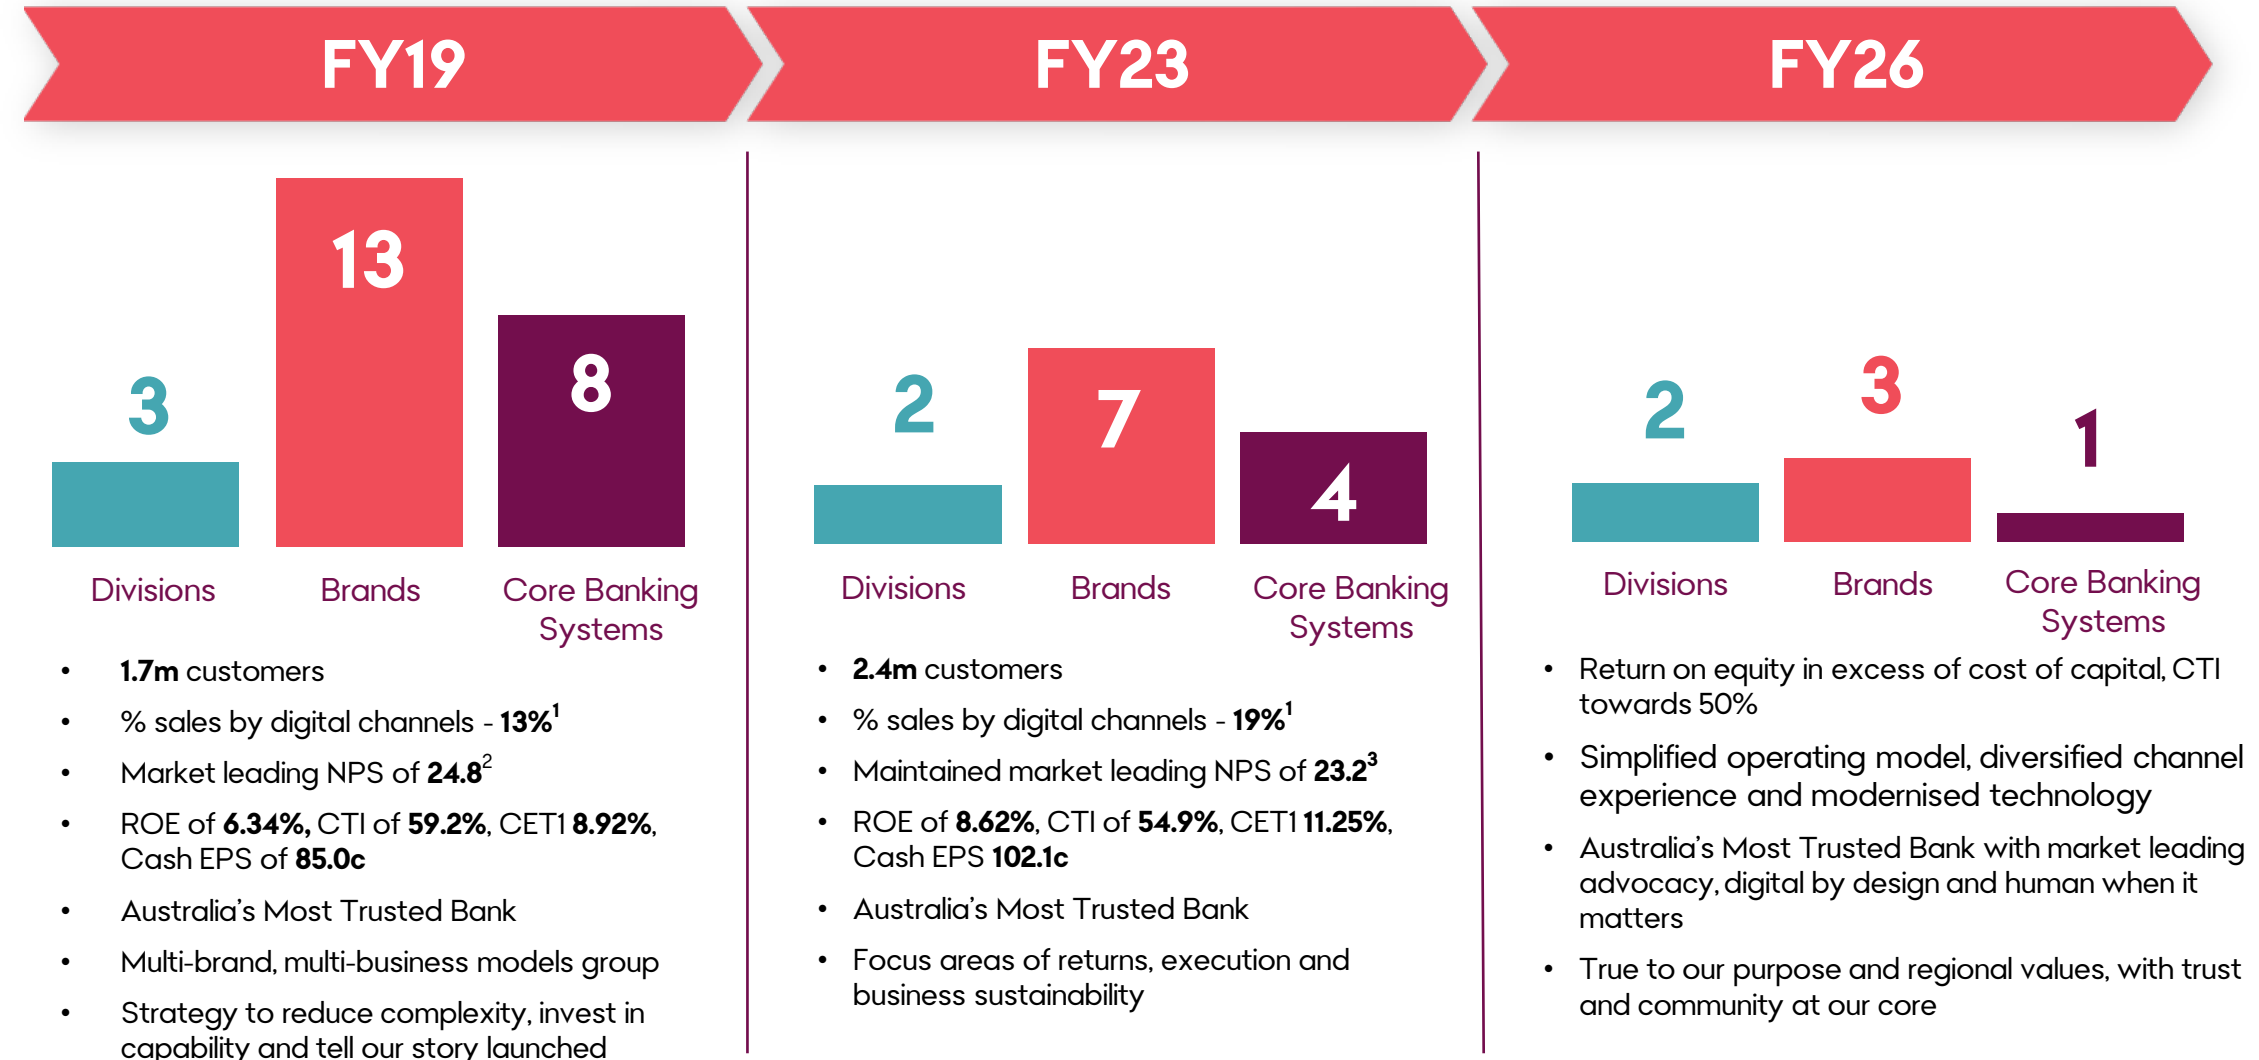 FY19
FY23
FY26
13
8
3
Divisions
Brands
Core Banking
Systems
• 1.7m customers
• % sales by digital channels - 13%¹
• Market leading NPS of 24.8²
• ROE of 6.34%, CTI of 59.2%, CET1 8.92%,
Cash EPS of 85.0c
• Australia’s Most Trusted Bank
• Multi-brand, multi-business models group
• Strategy to reduce complexity, invest in
capability and tell our story launched
2
7
4
Divisions
Brands
Core Banking
Systems
• 2.4m customers
• % sales by digital channels - 19%¹
• Maintained market leading NPS of 23.2³
• ROE of 8.62%, CTI of 54.9%, CET1 11.25%,
Cash EPS 102.1c
• Australia’s Most Trusted Bank
• Focus areas of returns, execution and
business sustainability
2
3
1
Divisions
Brands
Core Banking
Systems
• Return on equity in excess of cost of capital, CTI
towards 50%
• Simplified operating model, diversified channel
experience and modernised technology
• Australia’s Most Trusted Bank with market leading
advocacy, digital by design and human when it
matters
• True to our purpose and regional values, with trust
and community at our core